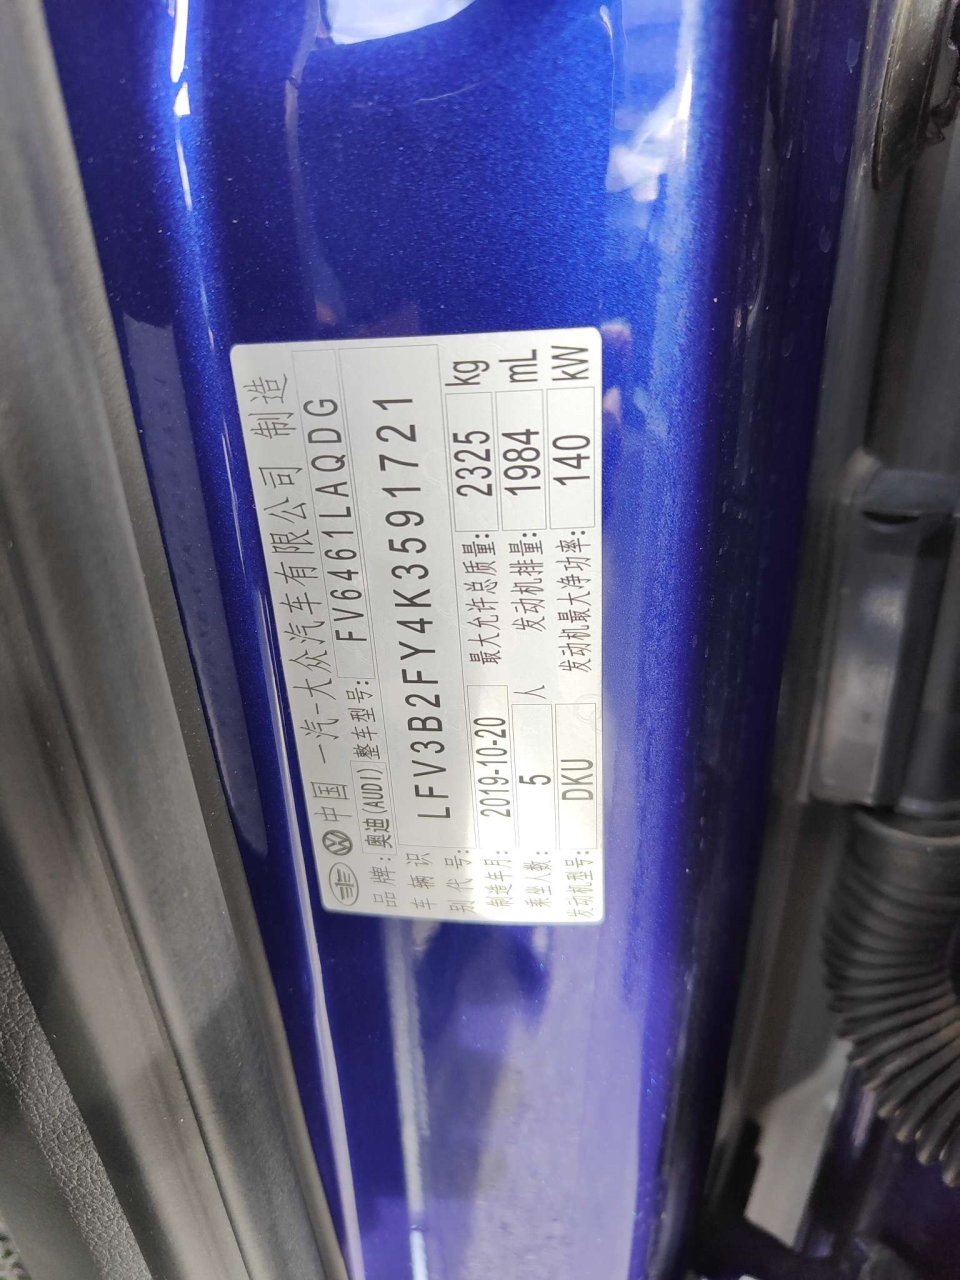 中国 一汽-大众汽车有限公司 制造
品牌: 奥迪(AUDI) 整车型号: FV6461LAQDG
车辆识别代号: LFV3B2FY4K3591721
制造年月: 2019-10-20 最大允许总质量: 2325 kg
乘坐人数: 5 人 发动机排量: 1984 mL
发动机型号: DKU 发动机最大净功率: 140 kW